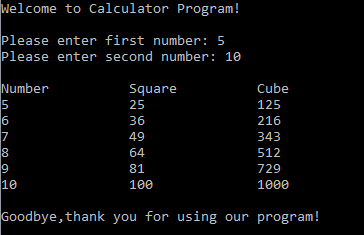 Welcome to Calculator Program!
Please enter first number: 5
Please enter second number: 10
Number Square Cube
5 25 125
6 36 216
7 49 343
8 64 512
9 81 729
10 100 1000
Goodbye,thank you for using our program!